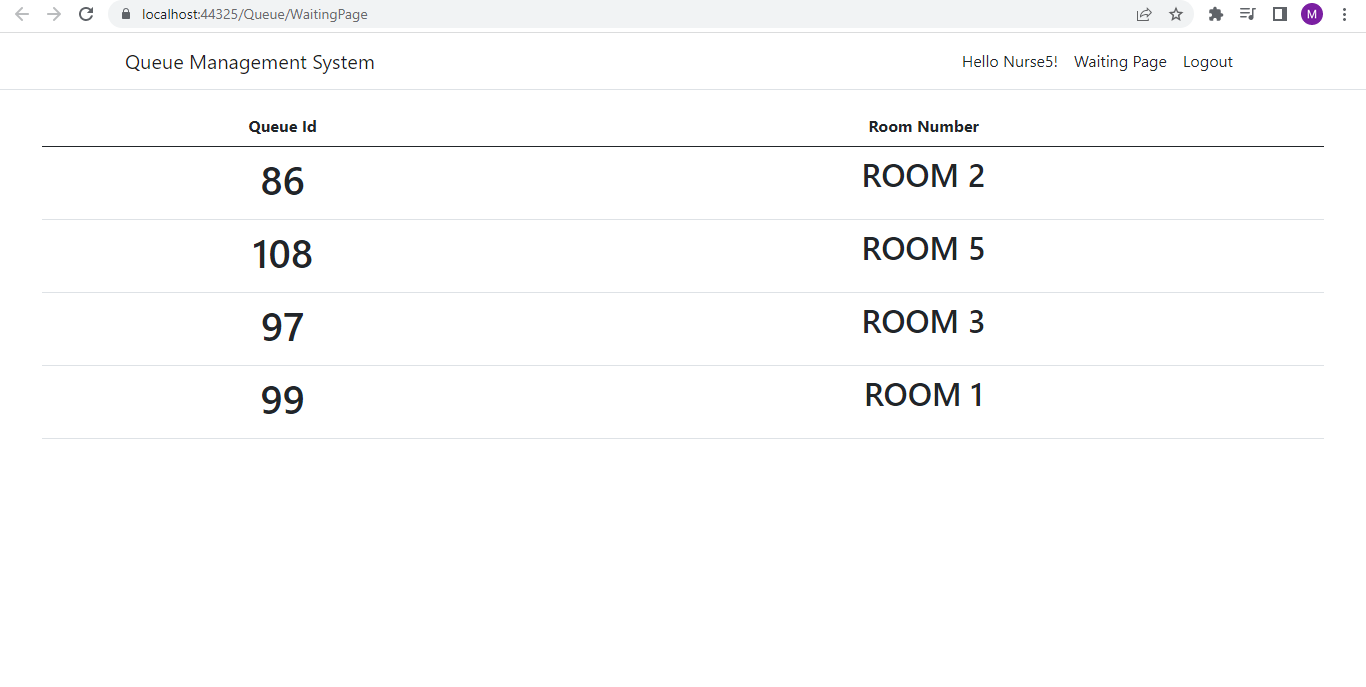 localhost:44325/Queue/WaitingPage
M
Queue Management System
Hello Nurse5! Waiting Page Logout
Queue Id Room Number
86 ROOM 2
108 ROOM 5
97 ROOM 3
99 ROOM 1